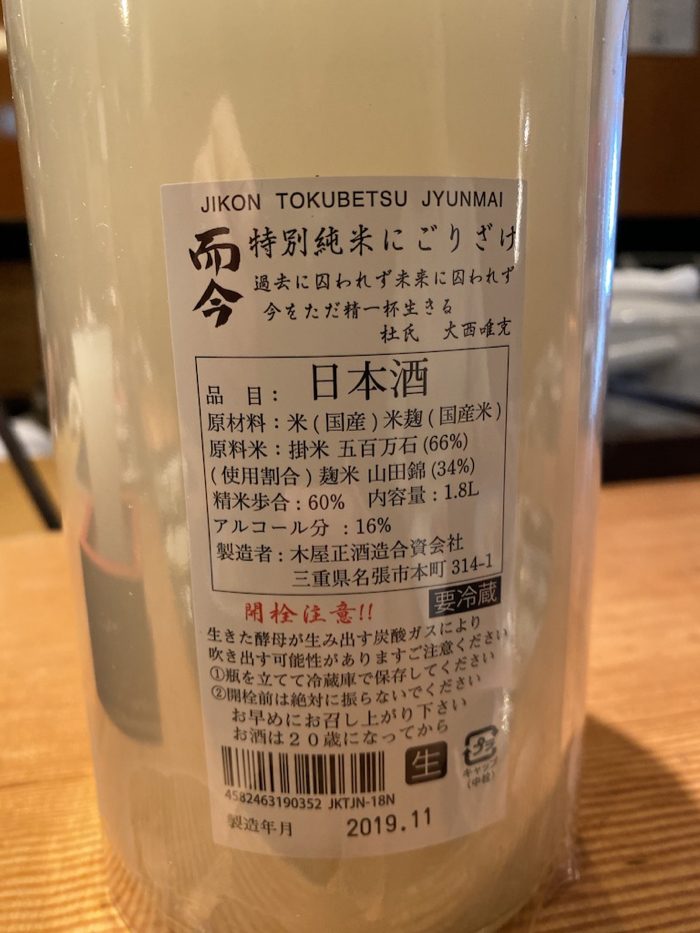 JIKON TOKUBETSU JYUNMAI
而今
特別純米にごりざけ
過去に囚われず未来に囚われず
今をただ精一杯生きる
杜氏 大西唯克
品 目： 日本酒
原材料：米(国産)米麹(国産米)
原料米：掛米 五百万石(66%)
(使用割合) 麹米 山田錦(34%)
精米歩合：60% 内容量：1.8L
アルコール分 ：16%
製造者：木屋正酒造合資会社
三重県名張市本町 314-1
開栓注意!!
要冷蔵
生きた酵母が生み出す炭酸ガスにより
吹き出す可能性がありますご注意ください
①瓶を立てて冷蔵庫で保存してください
②開栓前は絶対に振らないでください
お早めにお召し上がり下さい
お酒は20歳になってから
生
キャップ
(中栓)
4582463190352 JKTJN-18N
製造年月 2019.11